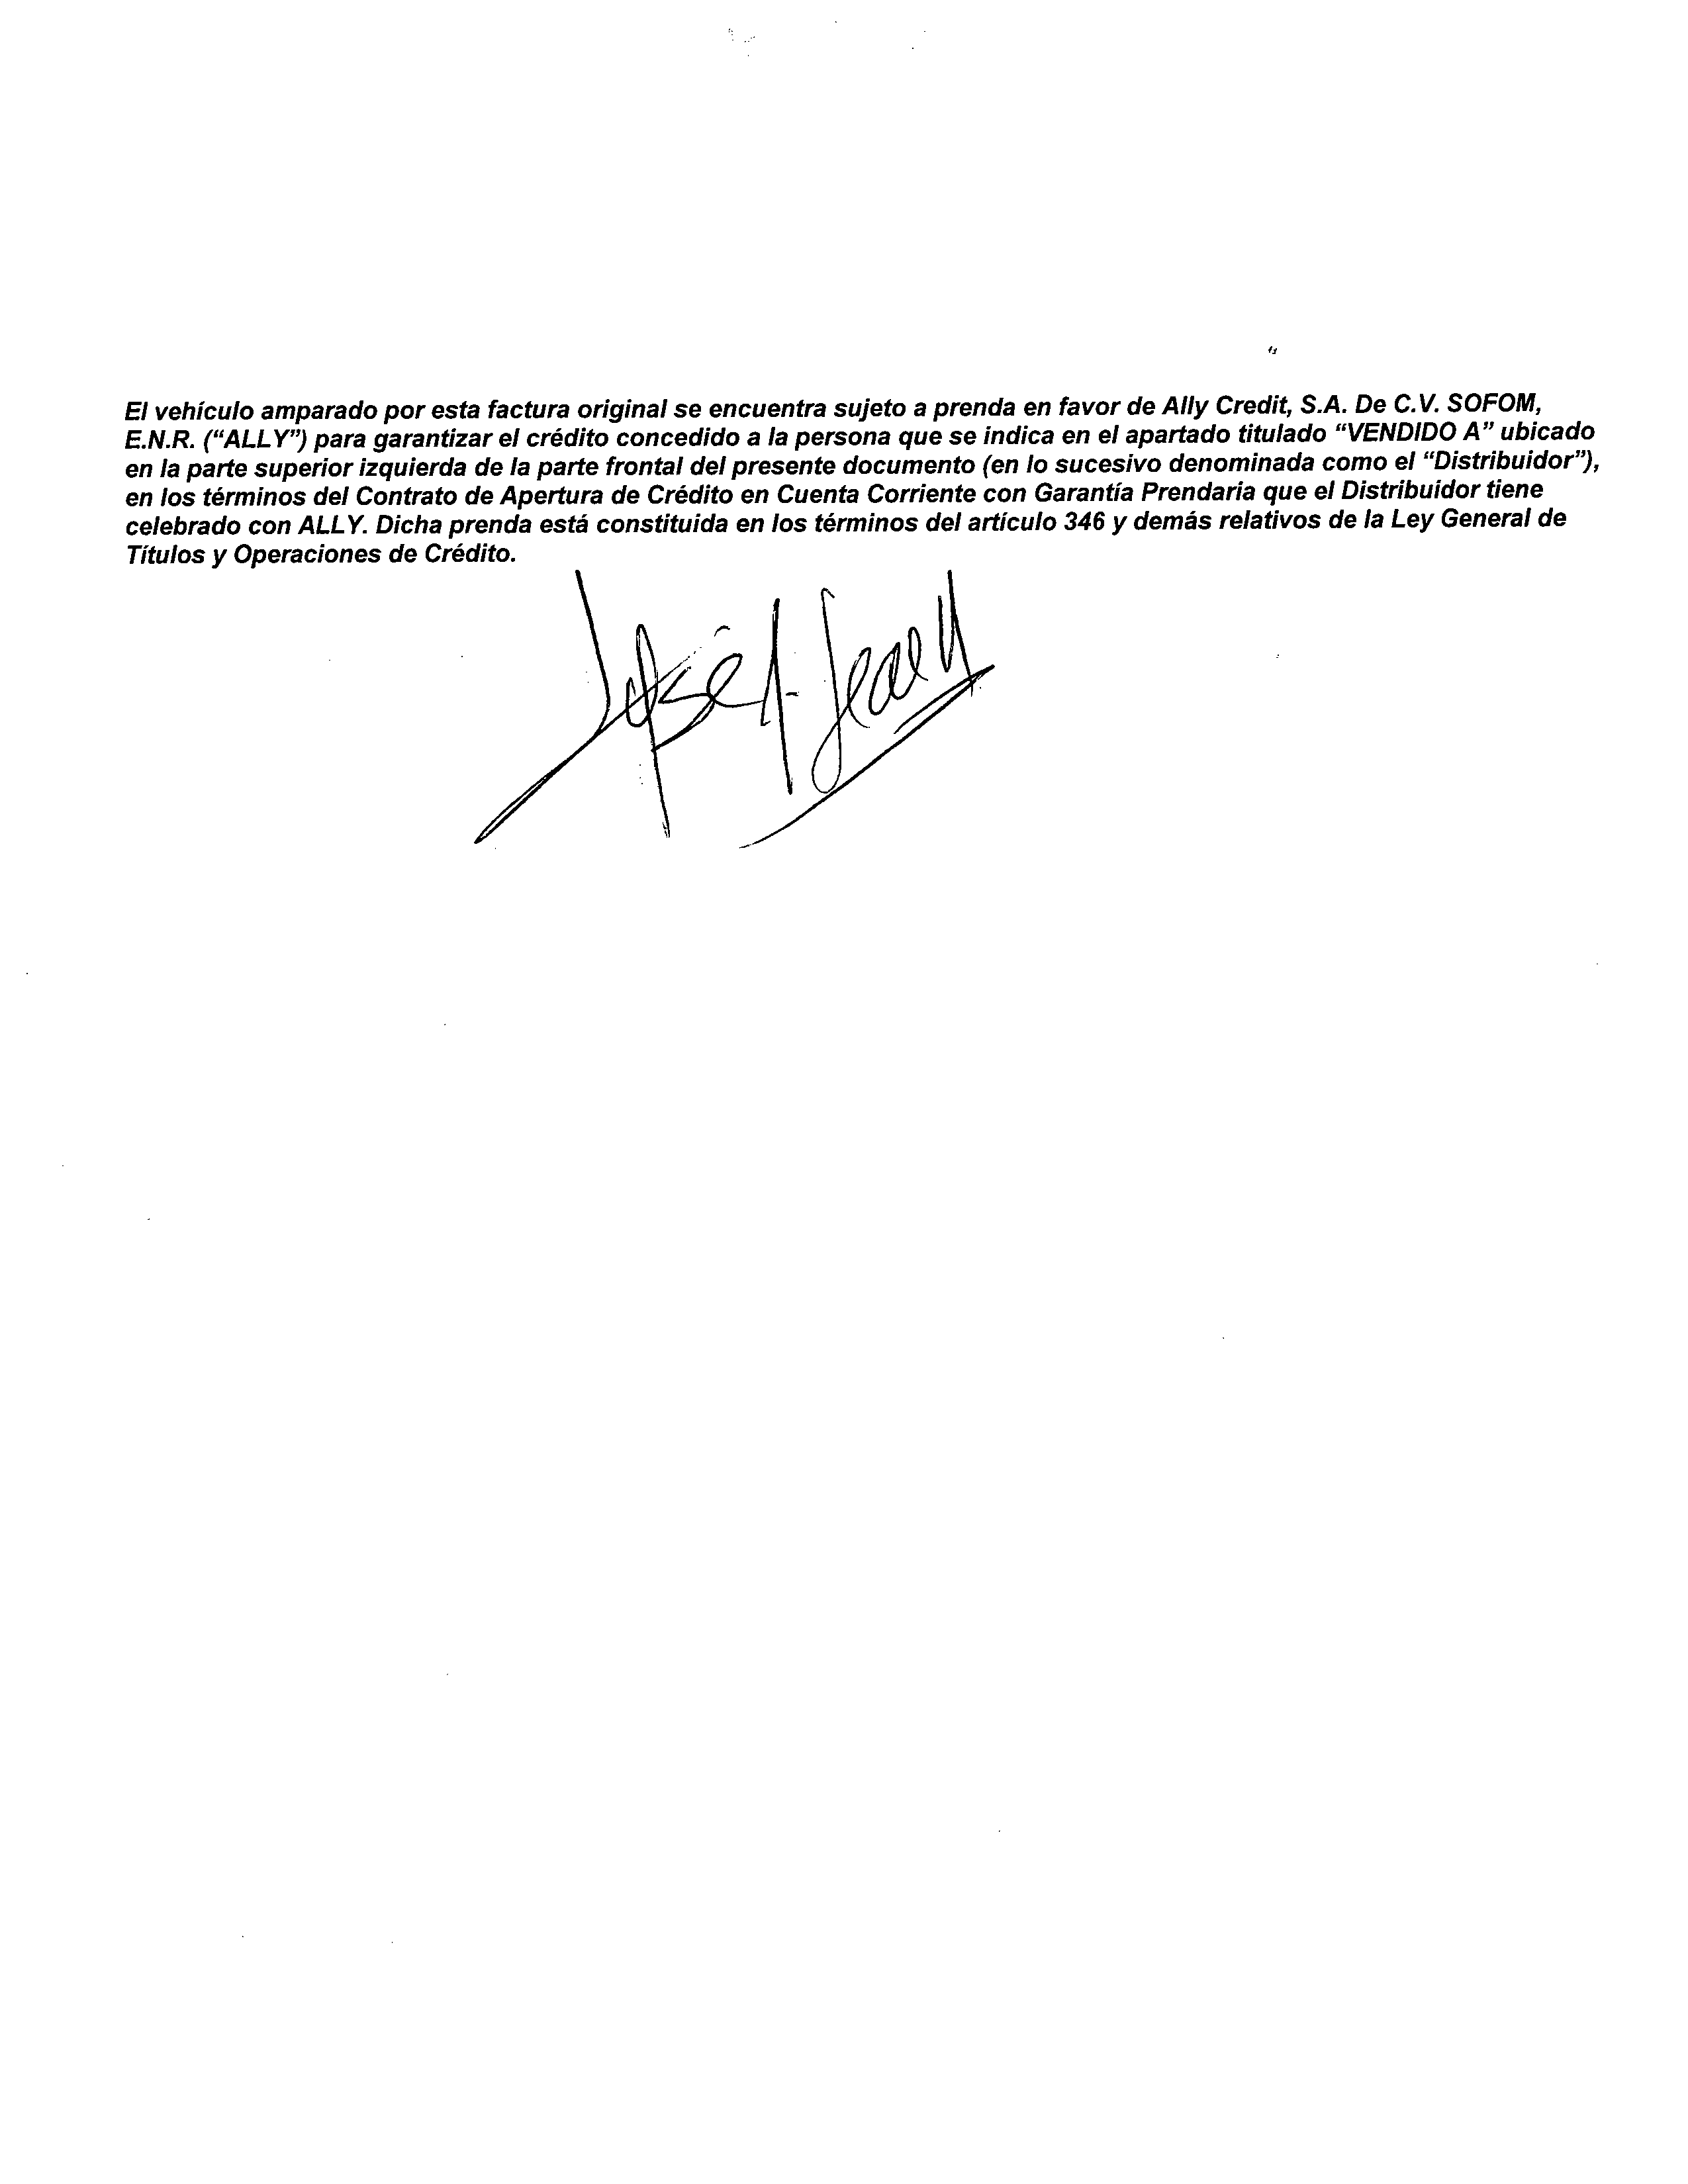 El vehículo amparado por esta factura original se encuentra sujeto a prenda en favor de Ally Credit, S.A. De C.V. SOFOM,
E.N.R. (“ALLY”) para garantizar el crédito concedido a la persona que se indica en el apartado titulado “VENDIDO A” ubicado
en la parte superior izquierda de la parte frontal del presente documento (en lo sucesivo denominada como el “Distribuidor”),
en los términos del Contrato de Apertura de Crédito en Cuenta Corriente con Garantía Prendaria que el Distribuidor tiene
celebrado con ALLY. Dicha prenda está constituida en los términos del artículo 346 y demás relativos de la Ley General de
Títulos y Operaciones de Crédito.
José